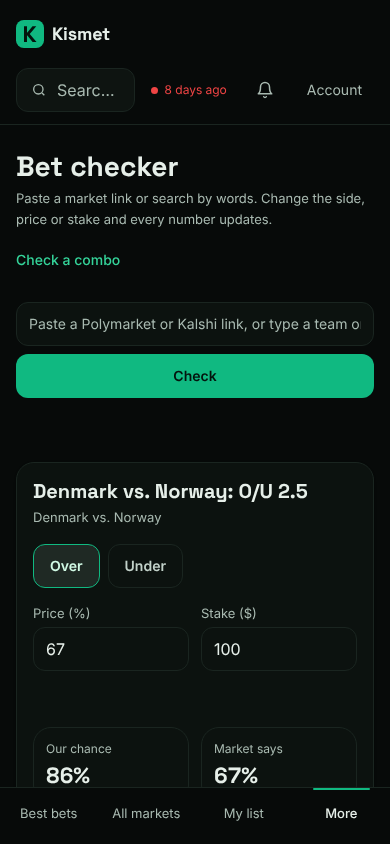 K Kismet
Searc...
8 days ago
Account
Bet checker
Paste a market link or search by words. Change the side,
price or stake and every number updates.
Check a combo
Paste a Polymarket or Kalshi link, or type a team o
Check
Denmark vs. Norway: O/U 2.5
Denmark vs. Norway
Over
Under
Price (%)
Stake ($)
67
100
Our chance
Market says
86%
67%
Best bets
All markets
My list
More